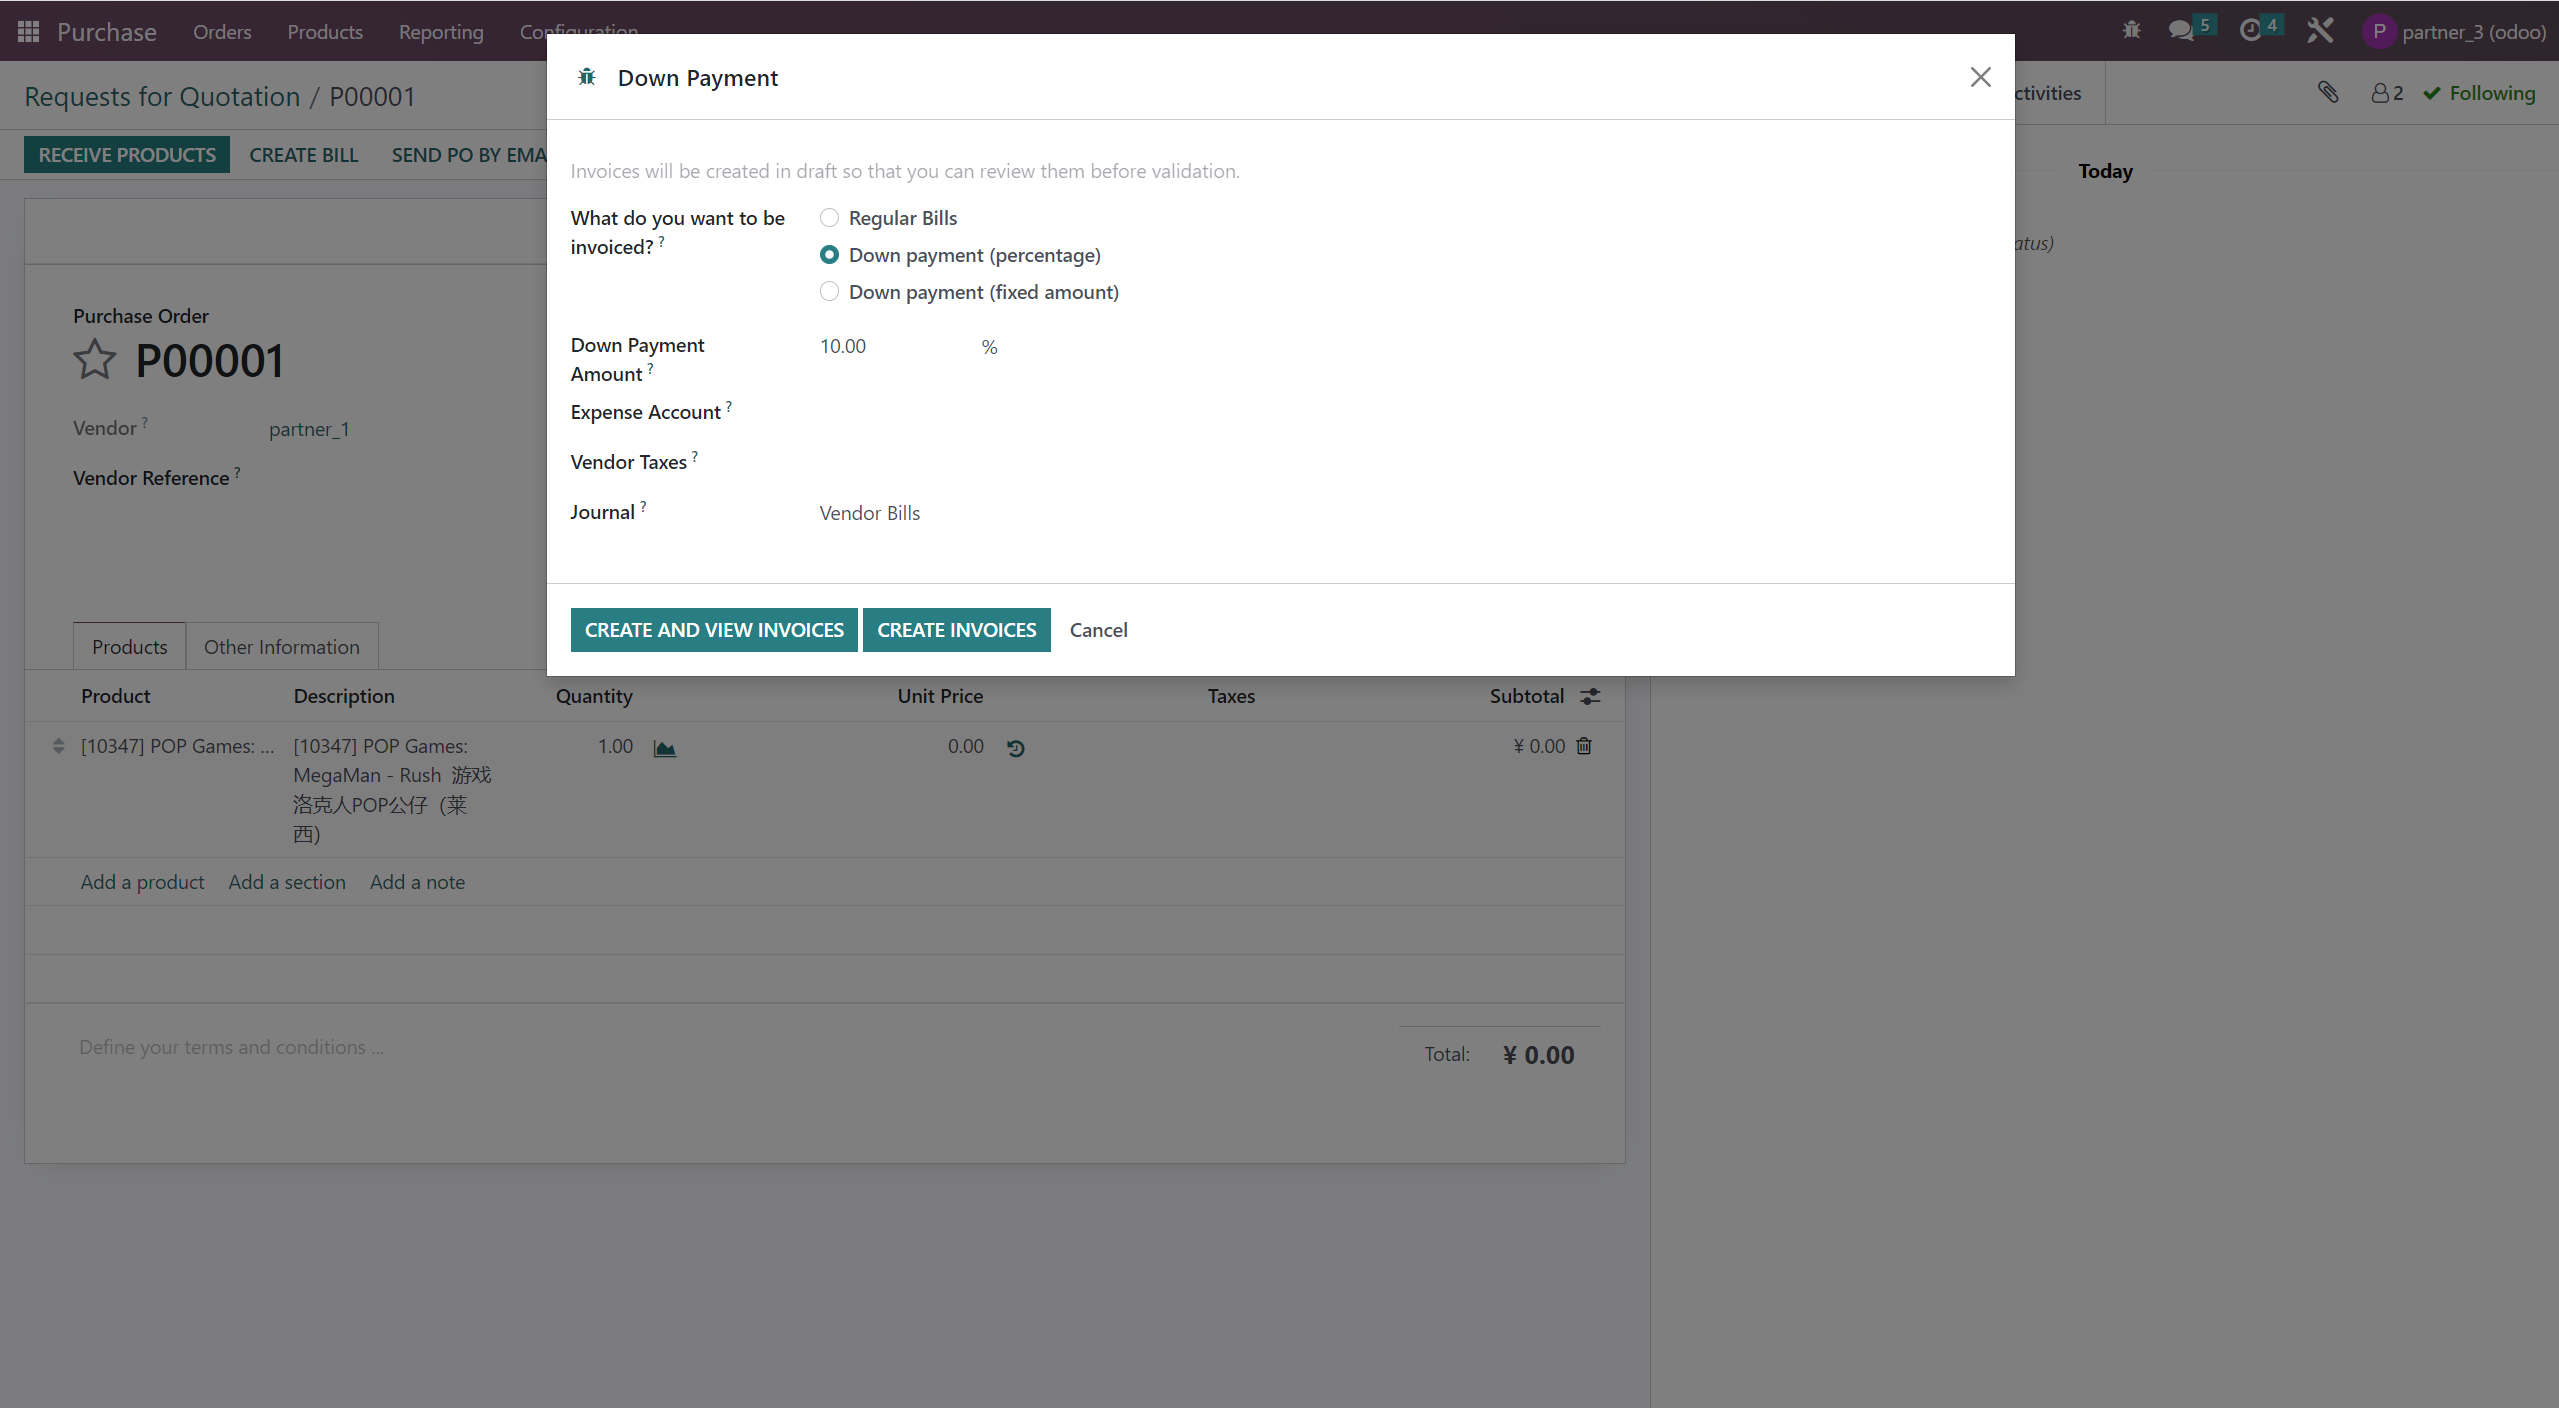 Purchase Orders Products Reporting Configuration 5 4 P partner_3 (odoo)
Down Payment
Requests for Quotation / P00001
ctivities 2 Following
RECEIVE PRODUCTS CREATE BILL SEND PO BY EMA
Today
Invoices will be created in draft so that you can review them before validation.
What do you want to be
invoiced? ?
Regular Bills
Down payment (percentage)
Down payment (fixed amount)
atus)
Purchase Order
P00001
Down Payment
Amount ?
10.00 %
Expense Account ?
Vendor ? partner_1
Vendor Taxes ?
Vendor Reference ?
Journal ? Vendor Bills
CREATE AND VIEW INVOICES CREATE INVOICES Cancel
Products Other Information
Product Description Quantity Unit Price Taxes Subtotal
[10347] POP Games: ... [10347] POP Games: 1.00 0.00 ¥ 0.00
MegaMan - Rush 游戏
洛克人POP公仔（莱
西)
Add a product Add a section Add a note
Define your terms and conditions ...
Total: ¥ 0.00